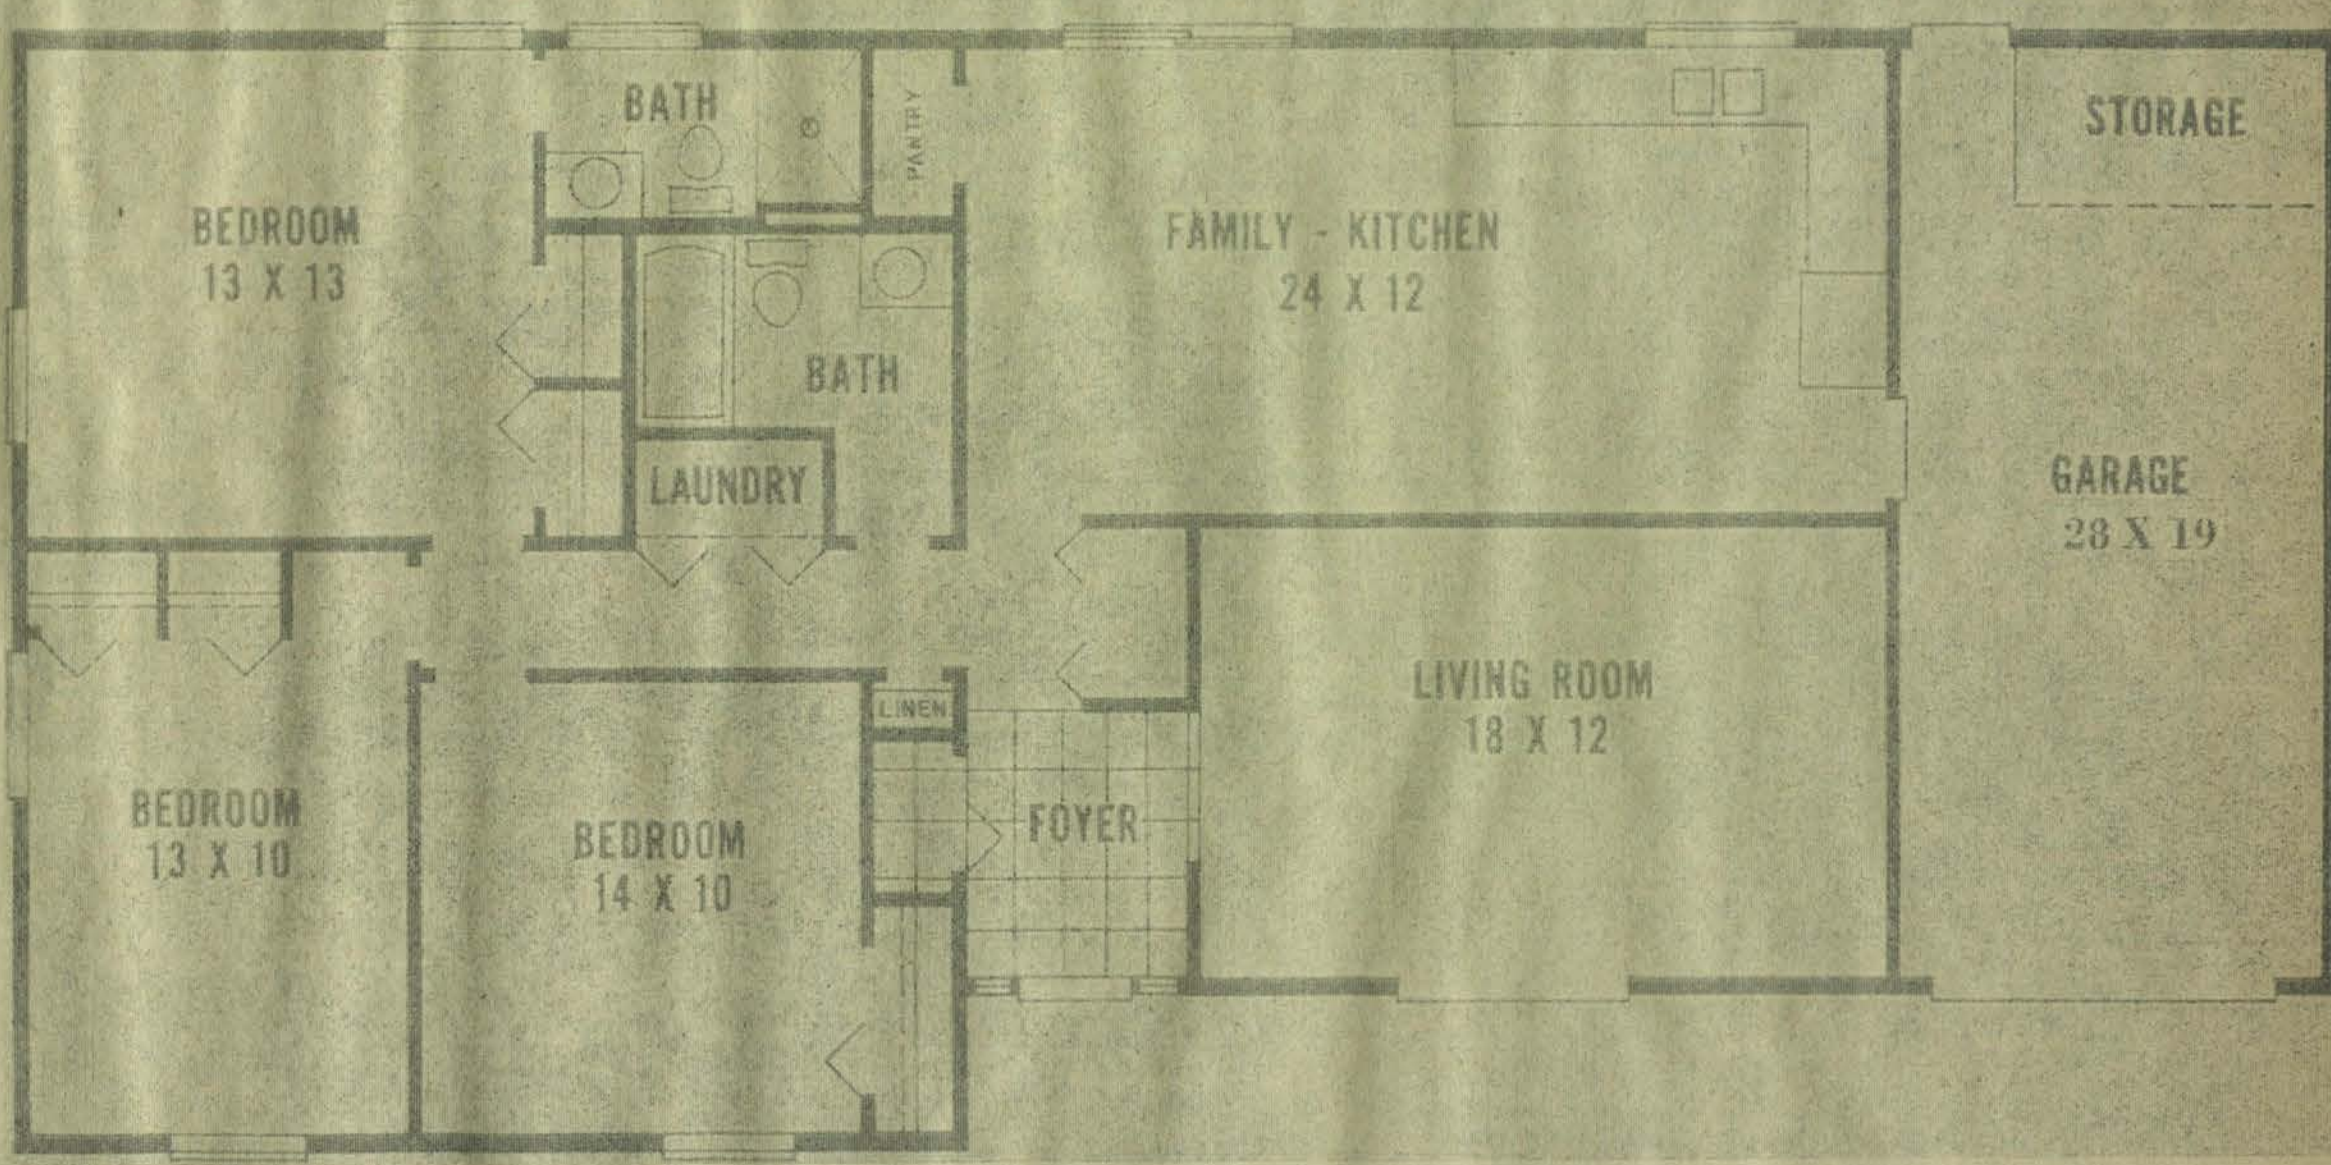 BATH
PANTRY
STORAGE
BEDROOM
13 X 13
FAMILY - KITCHEN
24 X 12
BATH
LAUNDRY
GARAGE
28 X 19
LIVING ROOM
18 X 12
LINEN
BEDROOM
13 X 10
BEDROOM
14 X 10
FOYER